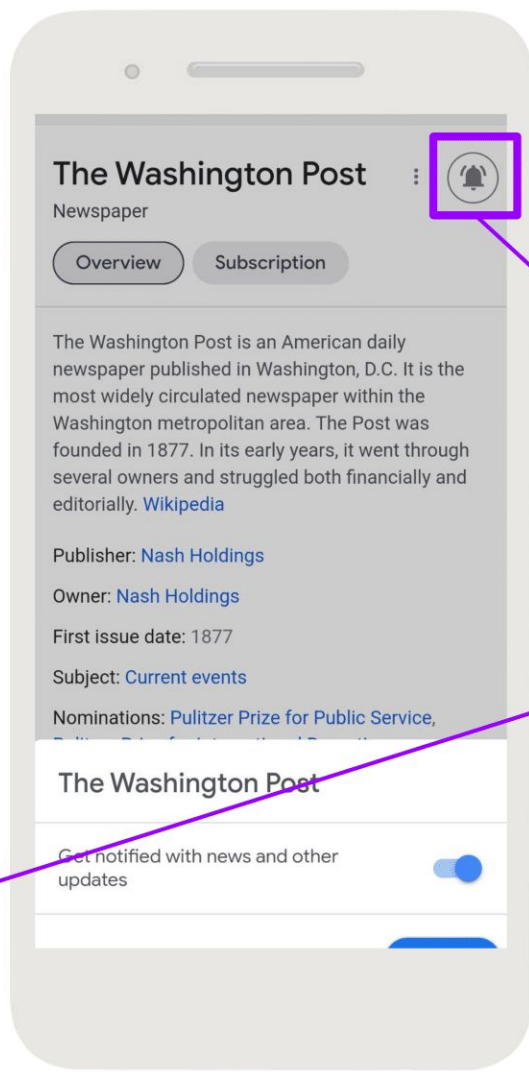 The Washington Post
Newspaper
Overview Subscription
The Washington Post is an American daily
newspaper published in Washington, D.C. It is the
most widely circulated newspaper within the
Washington metropolitan area. The Post was
founded in 1877. In its early years, it went through
several owners and struggled both financially and
editorially. Wikipedia
Publisher: Nash Holdings
Owner: Nash Holdings
First issue date: 1877
Subject: Current events
Nominations: Pulitzer Prize for Public Service,
The Washington Post
Get notified with news and other
updates